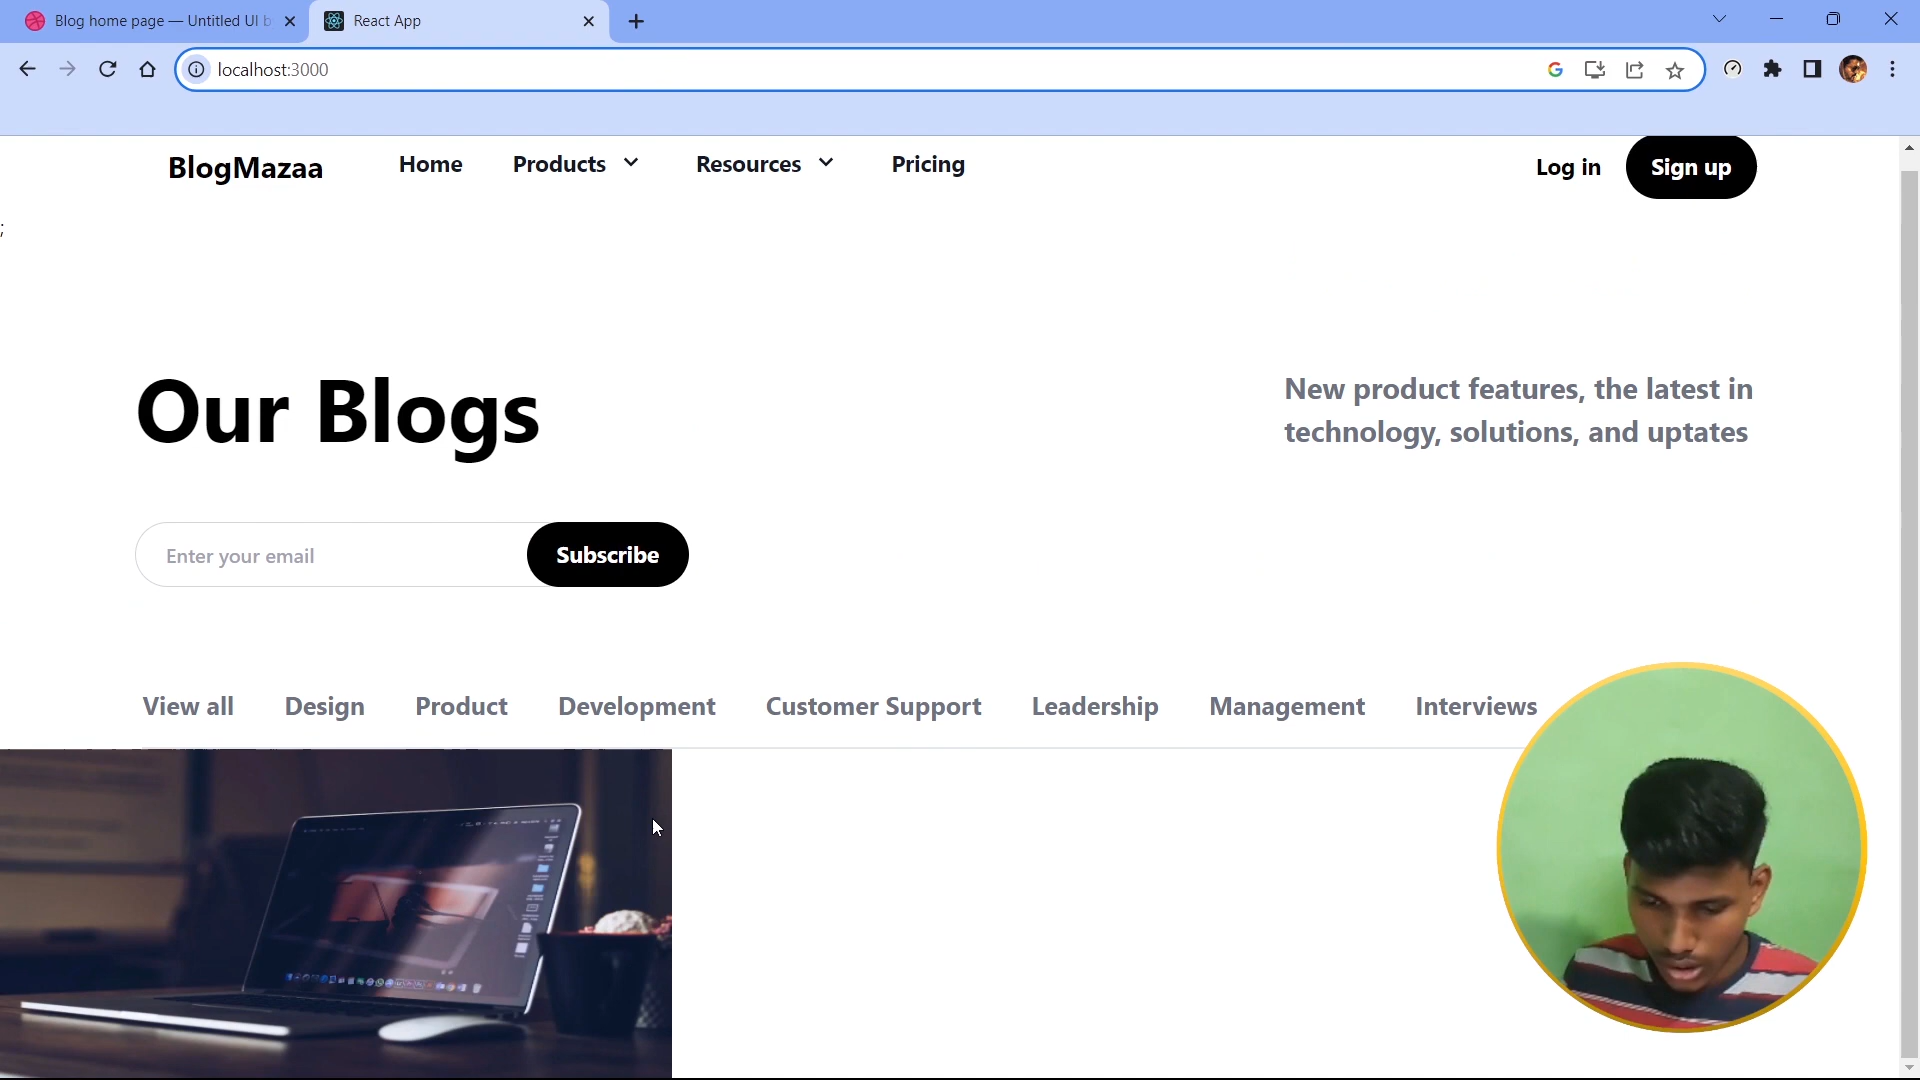 Blog home page — Untitled UI b
React App
localhost:3000
BlogMazaa
Home
Products
Resources
Pricing
Log in
Sign up
;
Our Blogs
New product features, the latest in
technology, solutions, and uptates
Enter your email
Subscribe
View all
Design
Product
Development
Customer Support
Leadership
Management
Interviews